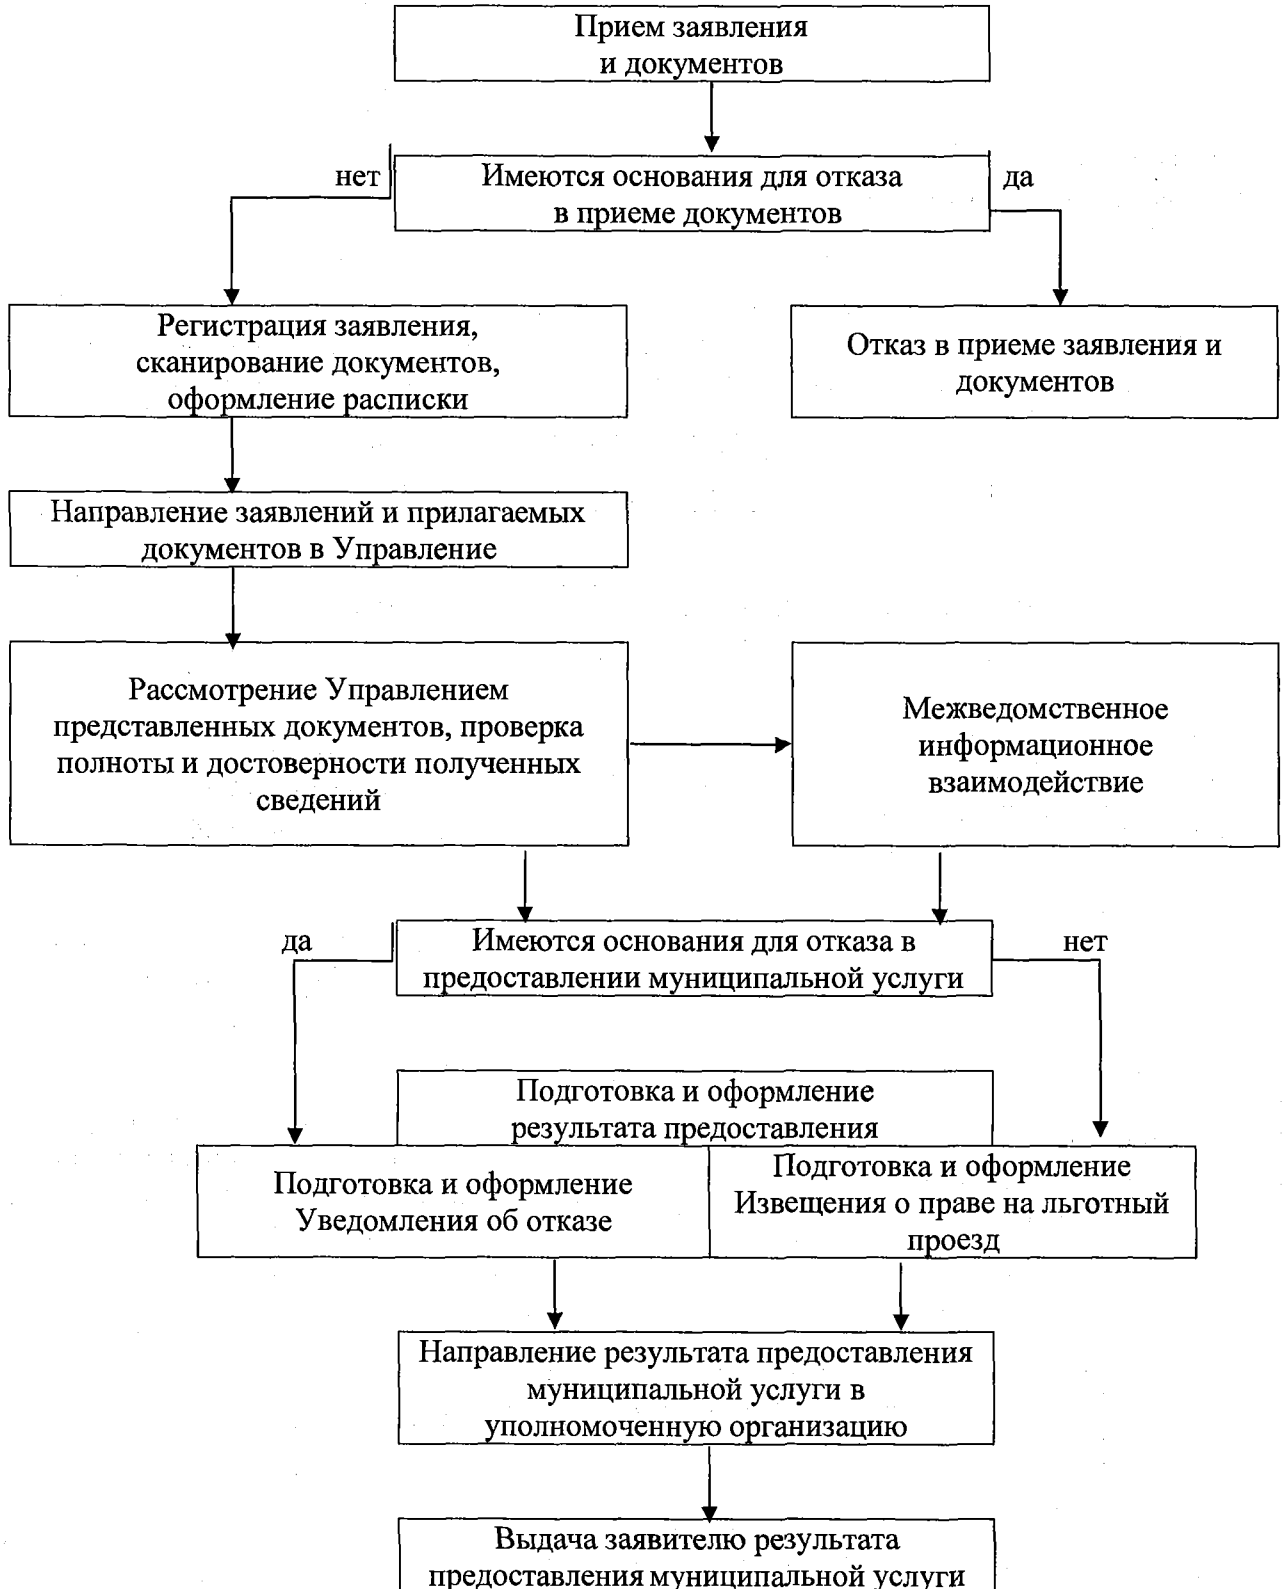 Прием заявления
и документов
нет
Имеются основания для отказа
в приеме документов
да
Регистрация заявления,
сканирование документов,
оформление расписки
Отказ в приеме заявления и
документов
Направление заявлений и прилагаемых
документов в Управление
Рассмотрение Управлением
представленных документов, проверка
полноты и достоверности полученных
сведений
Межведомственное
информационное
взаимодействие
да
Имеются основания для отказа в
предоставлении муниципальной услуги
нет
Подготовка и оформление
результата предоставления
Подготовка и оформление
Уведомления об отказе
Подготовка и оформление
Извещения о праве на льготный
проезд
Направление результата предоставления
муниципальной услуги в
уполномоченную организацию
Выдача заявителю результата
предоставления муниципальной услуги